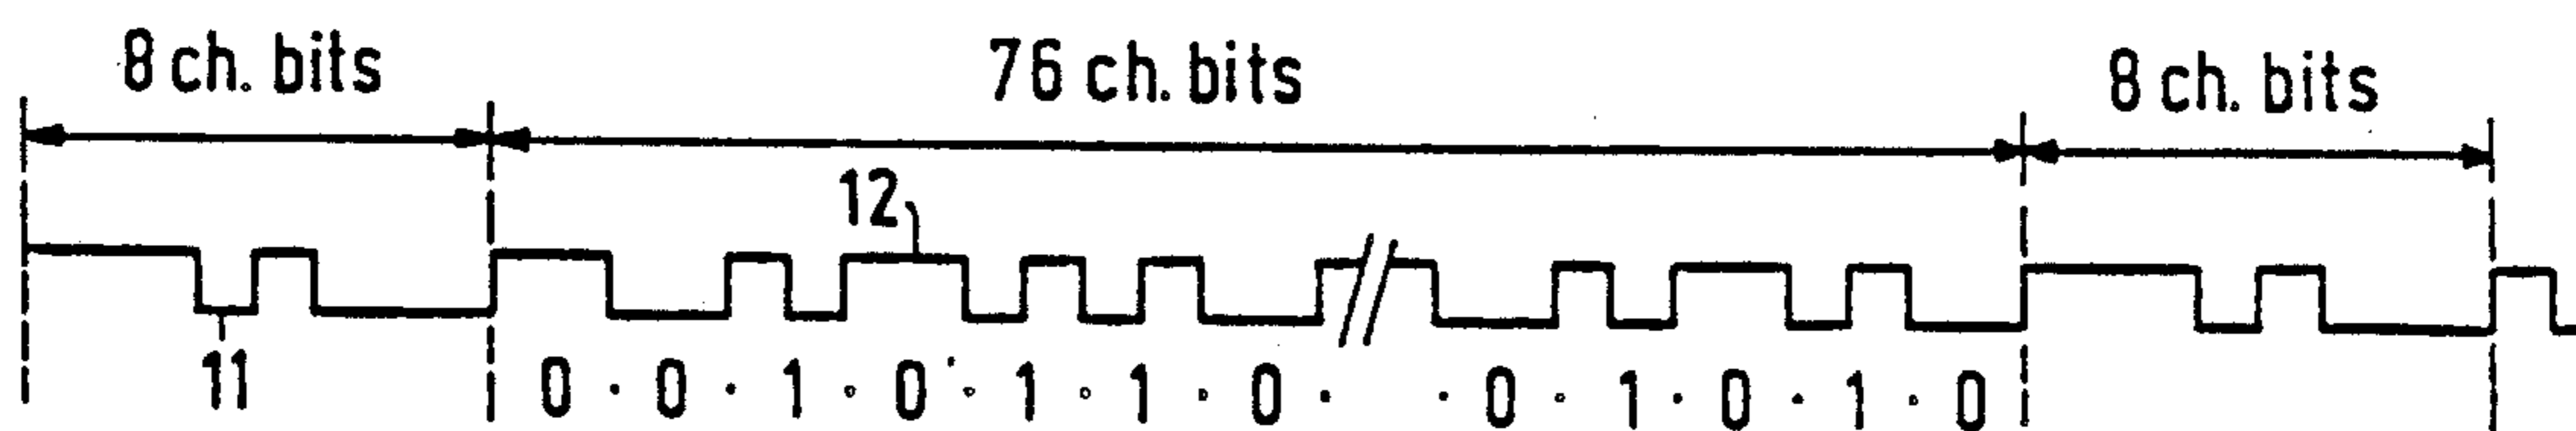 8 ch. bits 76 ch. bits 8 ch. bits
12
11
0 · 0 · 1 · 0 · 1 · 1 · 0 · · 0 · 1 · 0 · 1 · 0